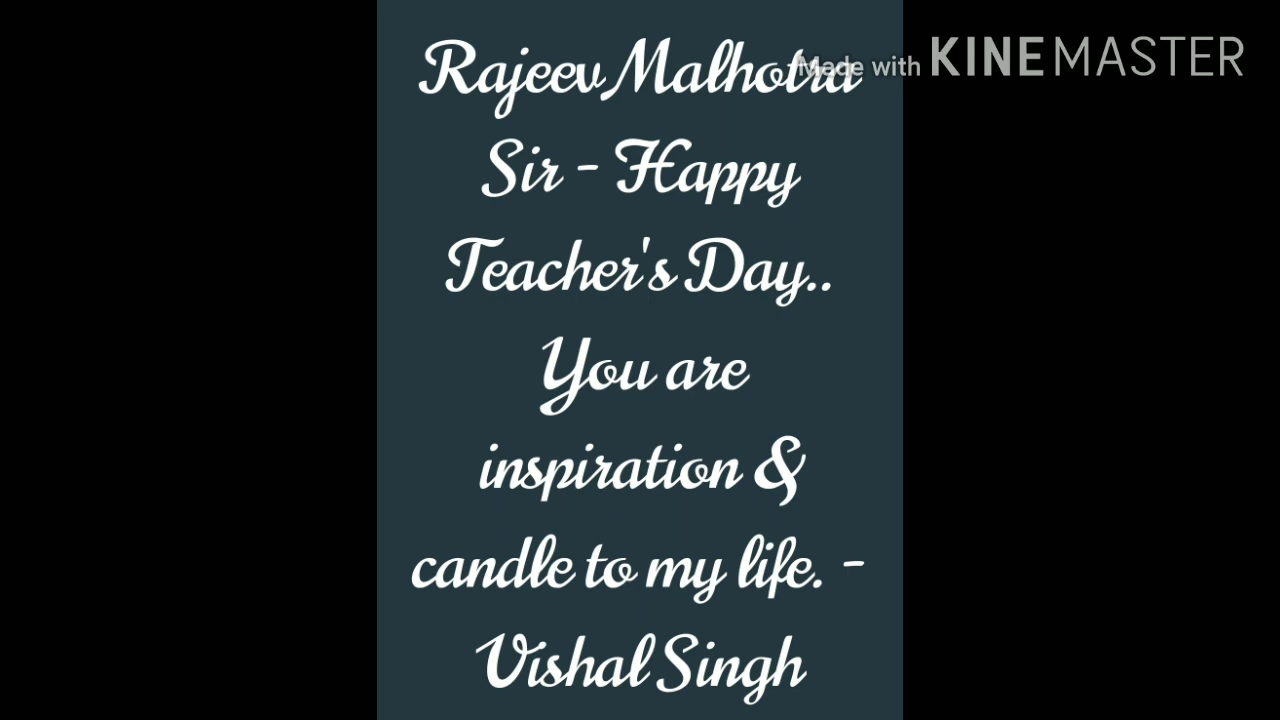 Rajeev Malhotra
Made with KINEMASTER
Sir - Happy
Teacher's Day..
You are
inspiration &
candle to my life. -
Vishal Singh